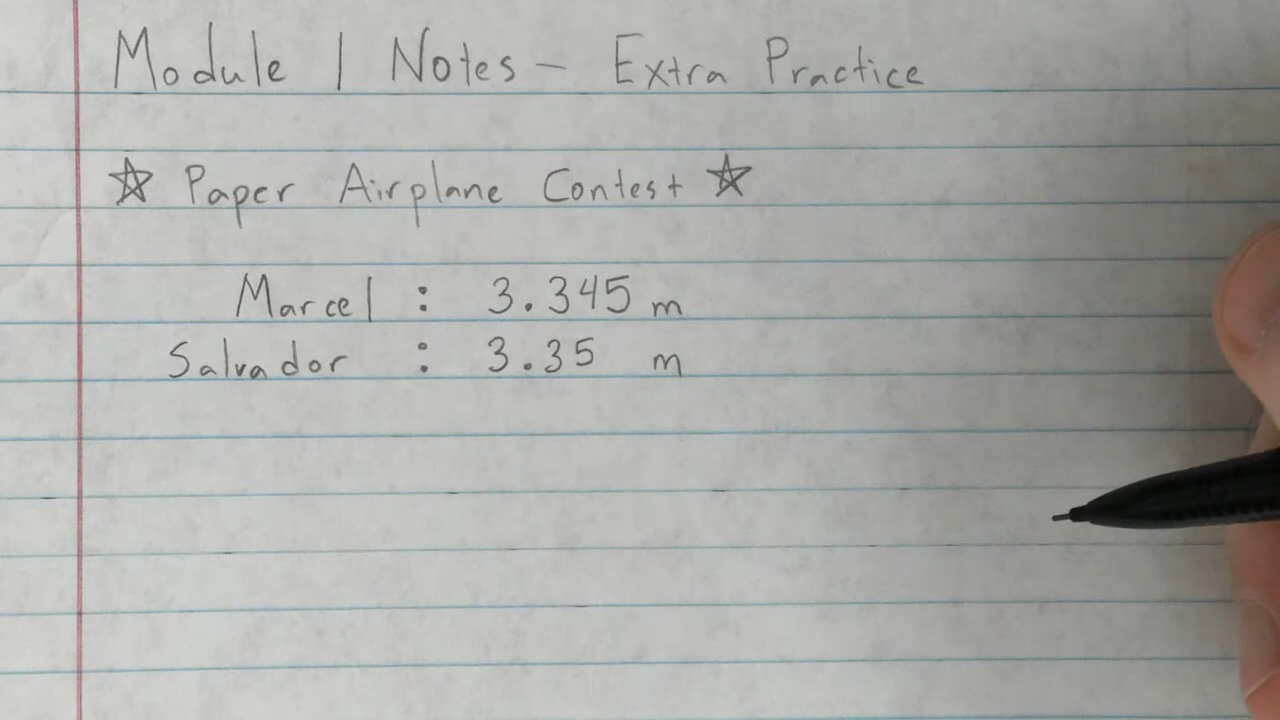 Module 1 Notes - Extra Practice
☆ Paper Airplane Contest ☆
Marcel : 3.345 m
Salvador : 3.35 m